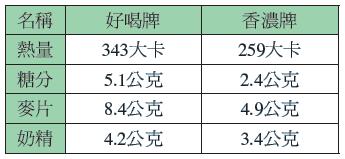 名稱 好喝牌 香濃牌
熱量 343大卡 259大卡
糖分 5.1公克 2.4公克
麥片 8.4公克 4.9公克
奶精 4.2公克 3.4公克